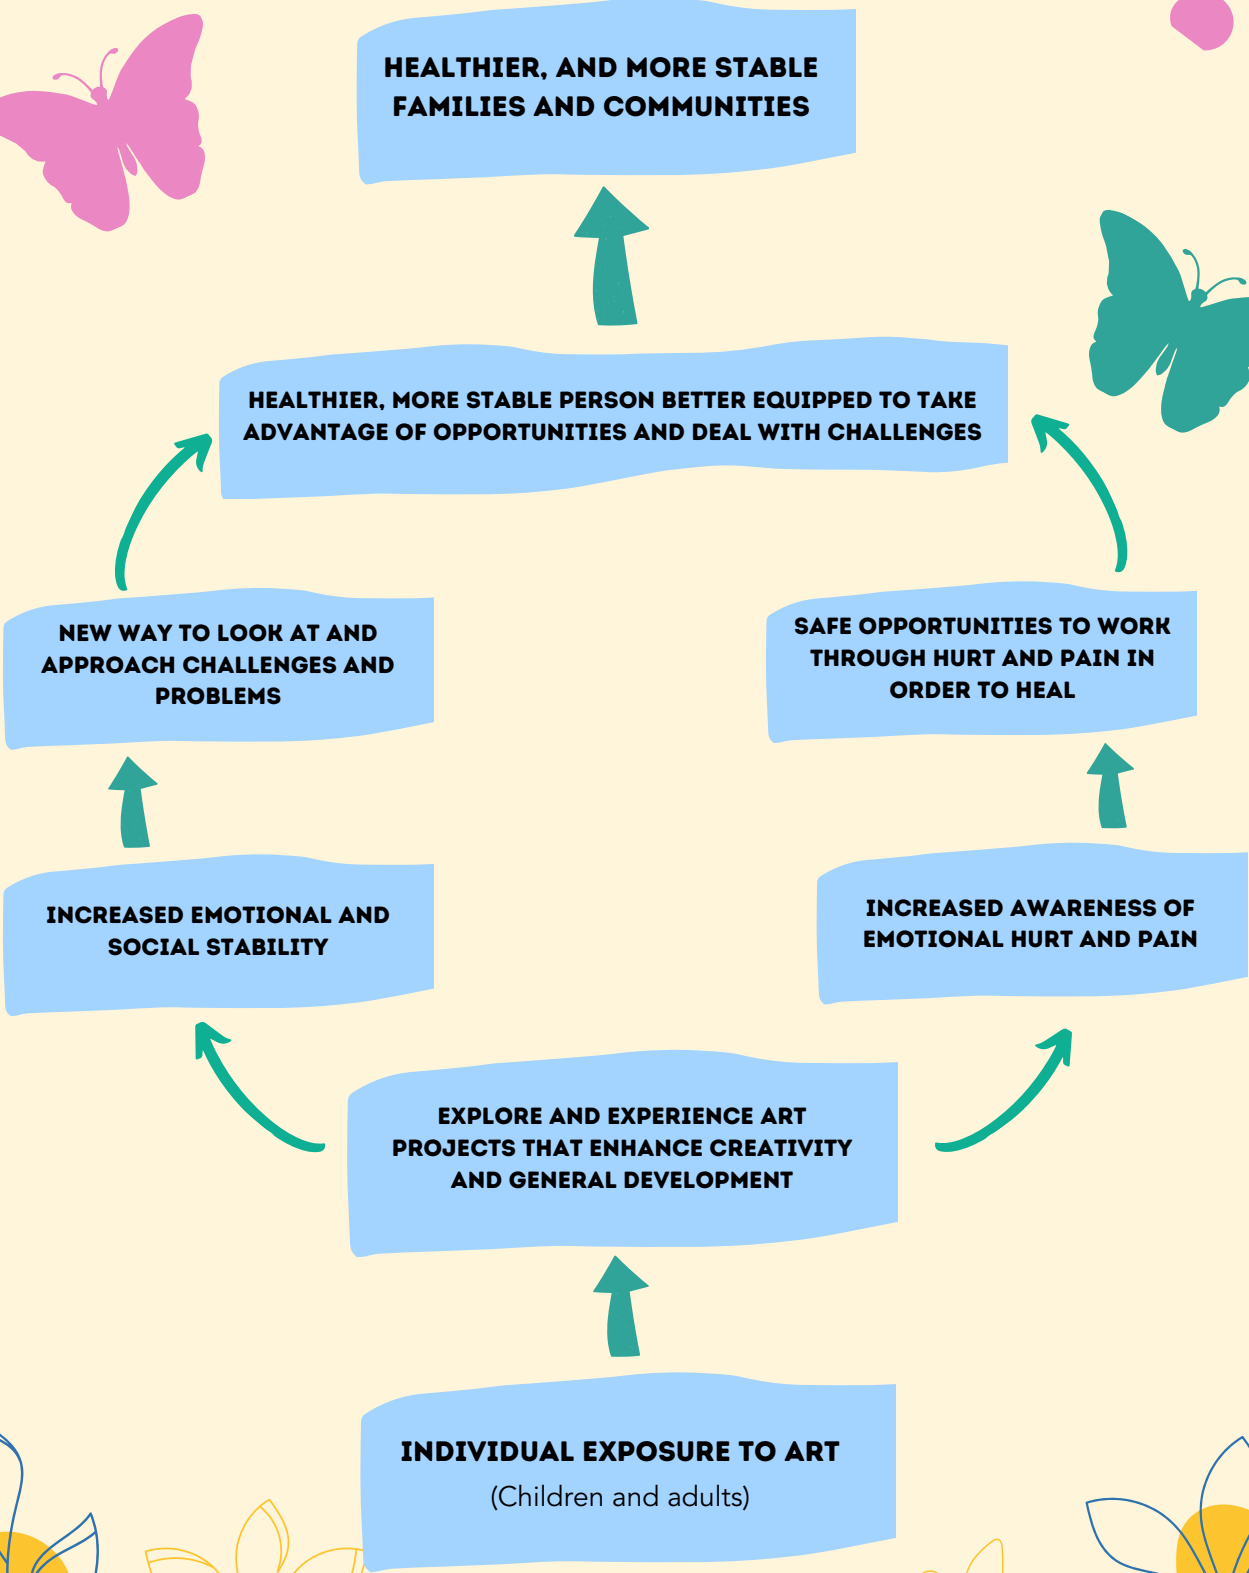 HEALTHIER, AND MORE STABLE
FAMILIES AND COMMUNITIES
HEALTHIER, MORE STABLE PERSON BETTER EQUIPPED TO TAKE
ADVANTAGE OF OPPORTUNITIES AND DEAL WITH CHALLENGES
NEW WAY TO LOOK AT AND
APPROACH CHALLENGES AND
PROBLEMS
SAFE OPPORTUNITIES TO WORK
THROUGH HURT AND PAIN IN
ORDER TO HEAL
INCREASED EMOTIONAL AND
SOCIAL STABILITY
INCREASED AWARENESS OF
EMOTIONAL HURT AND PAIN
EXPLORE AND EXPERIENCE ART
PROJECTS THAT ENHANCE CREATIVITY
AND GENERAL DEVELOPMENT
INDIVIDUAL EXPOSURE TO ART
(Children and adults)